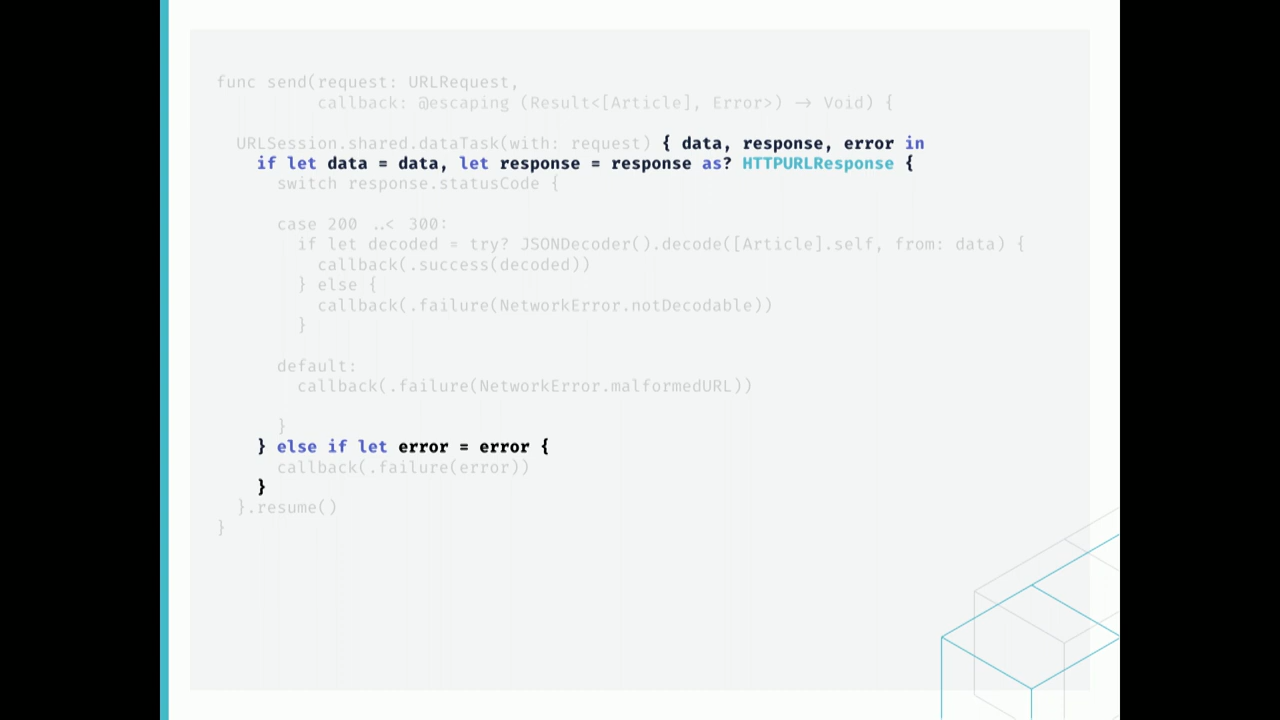 func send(request: URLRequest,
          callback: @escaping (Result<[Article], Error>) → Void) {
  URLSession.shared.dataTask(with: request) { data, response, error in
    if let data = data, let response = response as? HTTPURLResponse {
      switch response.statusCode {
      case 200 ..< 300:
        if let decoded = try? JSONDecoder().decode([Article].self, from: data) {
          callback(.success(decoded))
        } else {
          callback(.failure(NetworkError.notDecodable))
        }
      default:
        callback(.failure(NetworkError.malformedURL))
      }
    } else if let error = error {
      callback(.failure(error))
    }
  }.resume()
}